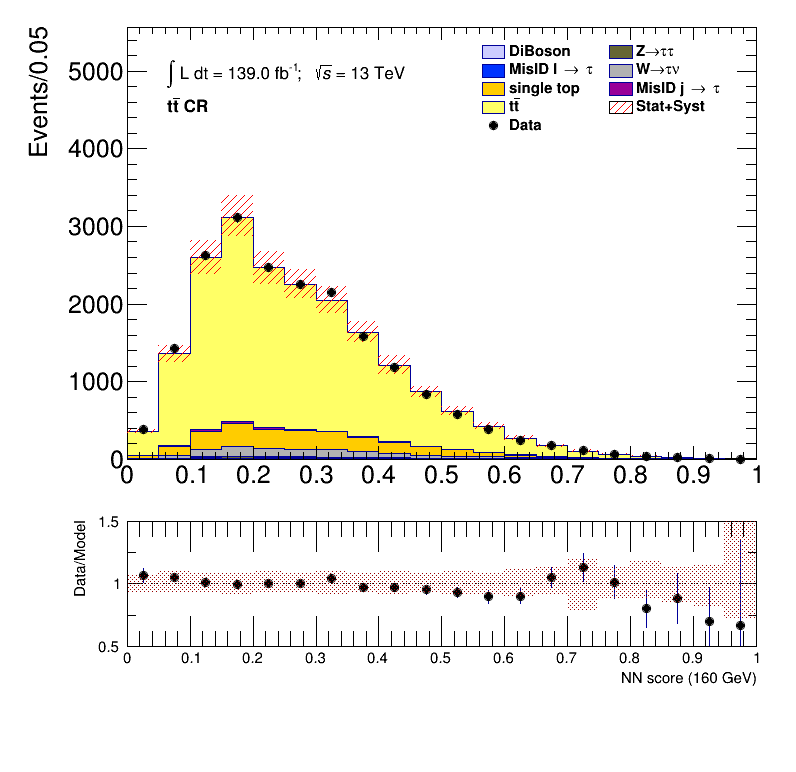 Events/0.05
5000
4000
3000
2000
1000
0
∫ L dt = 139.0 fb⁻¹; √s = 13 TeV
tt̄ CR
DiBoson
MisID l → τ
single top
tt̄
Data
Z→ττ
W→τν
MisID j → τ
Stat+Syst
0 0.1 0.2 0.3 0.4 0.5 0.6 0.7 0.8 0.9 1
Data/Model
1.5
1
0.5
0 0.1 0.2 0.3 0.4 0.5 0.6 0.7 0.8 0.9 1
NN score (160 GeV)